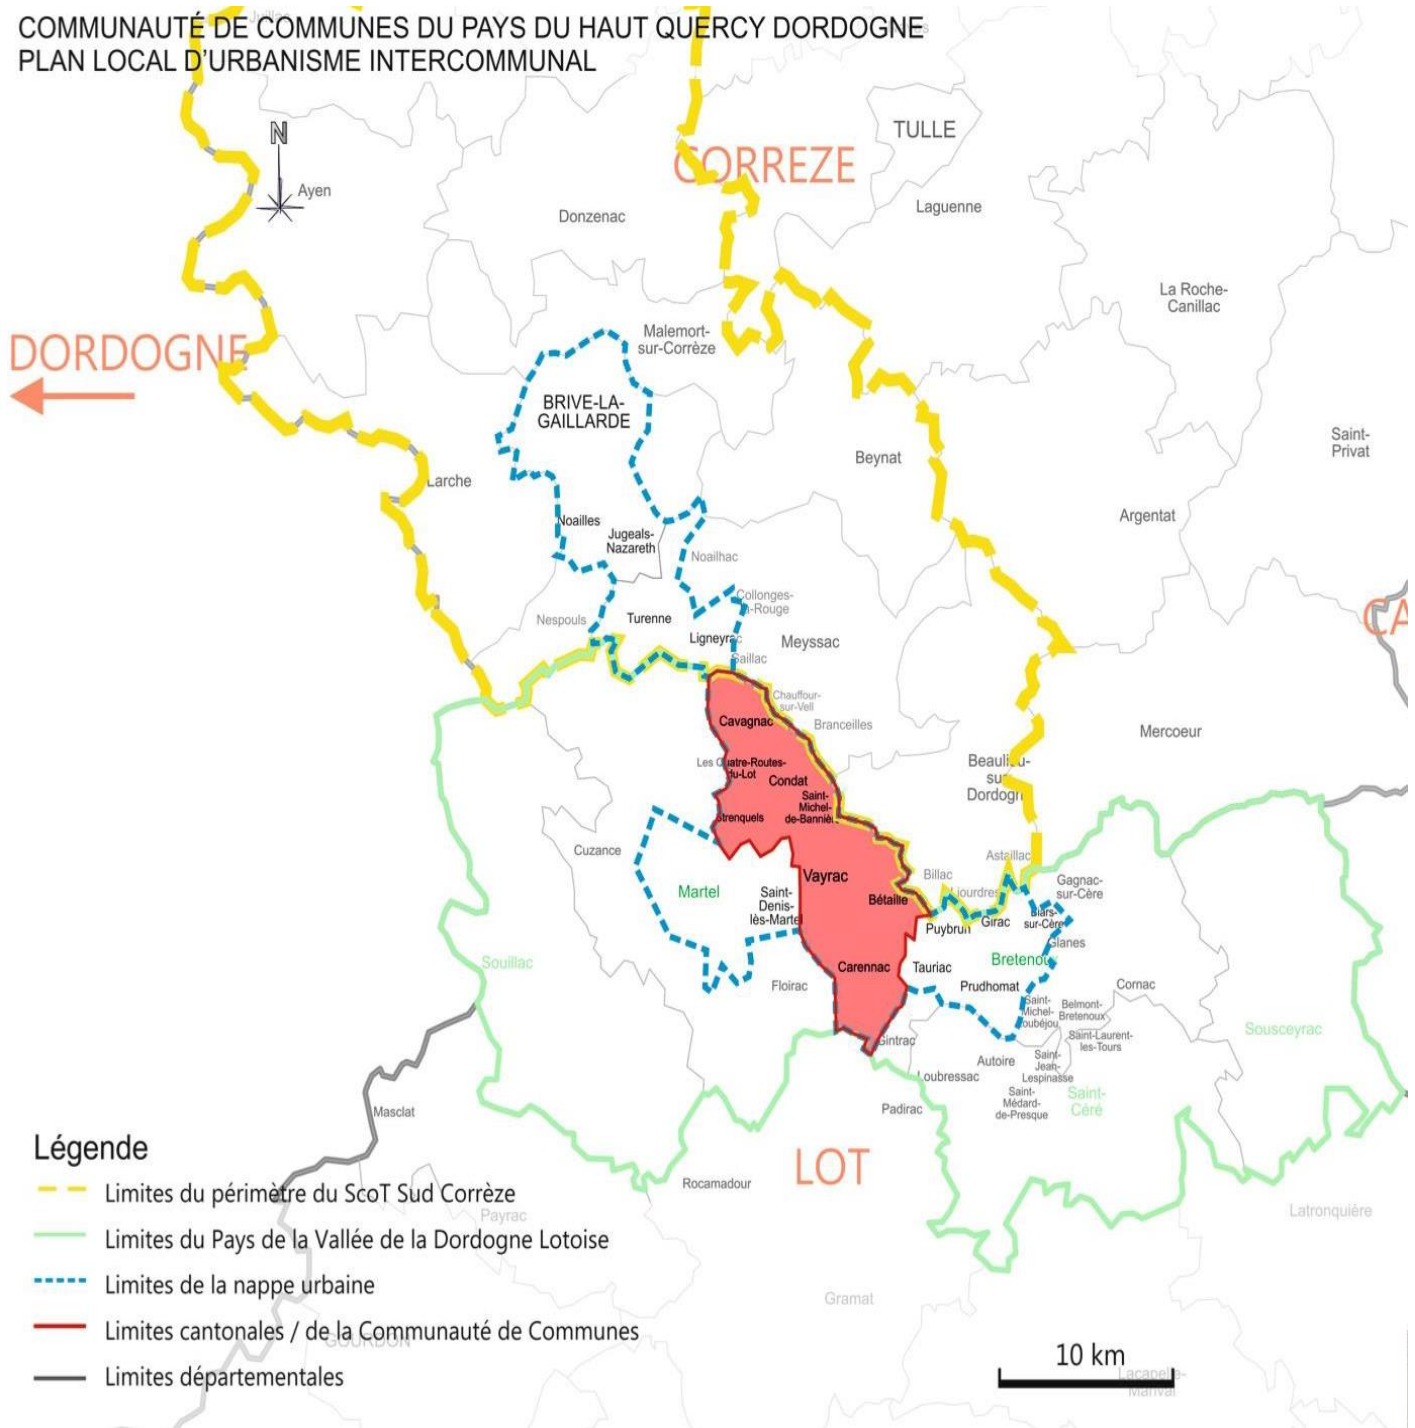 COMMUNAUTÉ DE COMMUNES DU PAYS DU HAUT QUERCY DORDOGNE
PLAN LOCAL D'URBANISME INTERCOMMUNAL
Juillac
N
Ayen
CORREZE
TULLE
Laguenne
Donzenac
La Roche-
Canillac
DORDOGNE
Malemort-
sur-Corrèze
BRIVE-LA-
GAILLARDE
Beynat
Saint-
Privat
Larche
Argentat
Noailles
Jugeals-
Nazareth
Noailhac
Collonges-
la-Rouge
CA
Nespouls
Turenne
Ligneyrac
Meyssac
Saillac
Chauffour-
sur-Vell
Branceilles
Cavagnac
Mercoeur
Les Quatre-Routes-
du-Lot
Condat
Beaulieu-
sur-
Dordogn
Saint-
Michel-
de-Bannières
Strenquels
Cuzance
Astaillac
Vayrac
Billac
Liourdres
Gagnac-
sur-Cère
Martel
Saint-
Denis-
lès-Martel
Bétaille
Puybrun
Girac
Biars-
sur-Cère
Glanes
Souillac
Carennac
Tauriac
Bretenoux
Floirac
Prudhomat
Cornac
Saint-
Michel-
Loubéjou
Belmont-
Bretenoux
Saint-Laurent-
les-Tours
Sousceyrac
Gintrac
Autoire
Saint-
Jean-
Lespinasse
Loubressac
Saint-
Médard-
de-Presque
Saint-
Céré
Padirac
Masclat
LOT
Rocamadour
Payrac
Latronquière
Gramat
GOURDON
Légende
Limites du périmètre du ScoT Sud Corrèze
Limites du Pays de la Vallée de la Dordogne Lotoise
Limites de la nappe urbaine
Limites cantonales / de la Communauté de Communes
Limites départementales
10 km
Lacapelle-
Marival